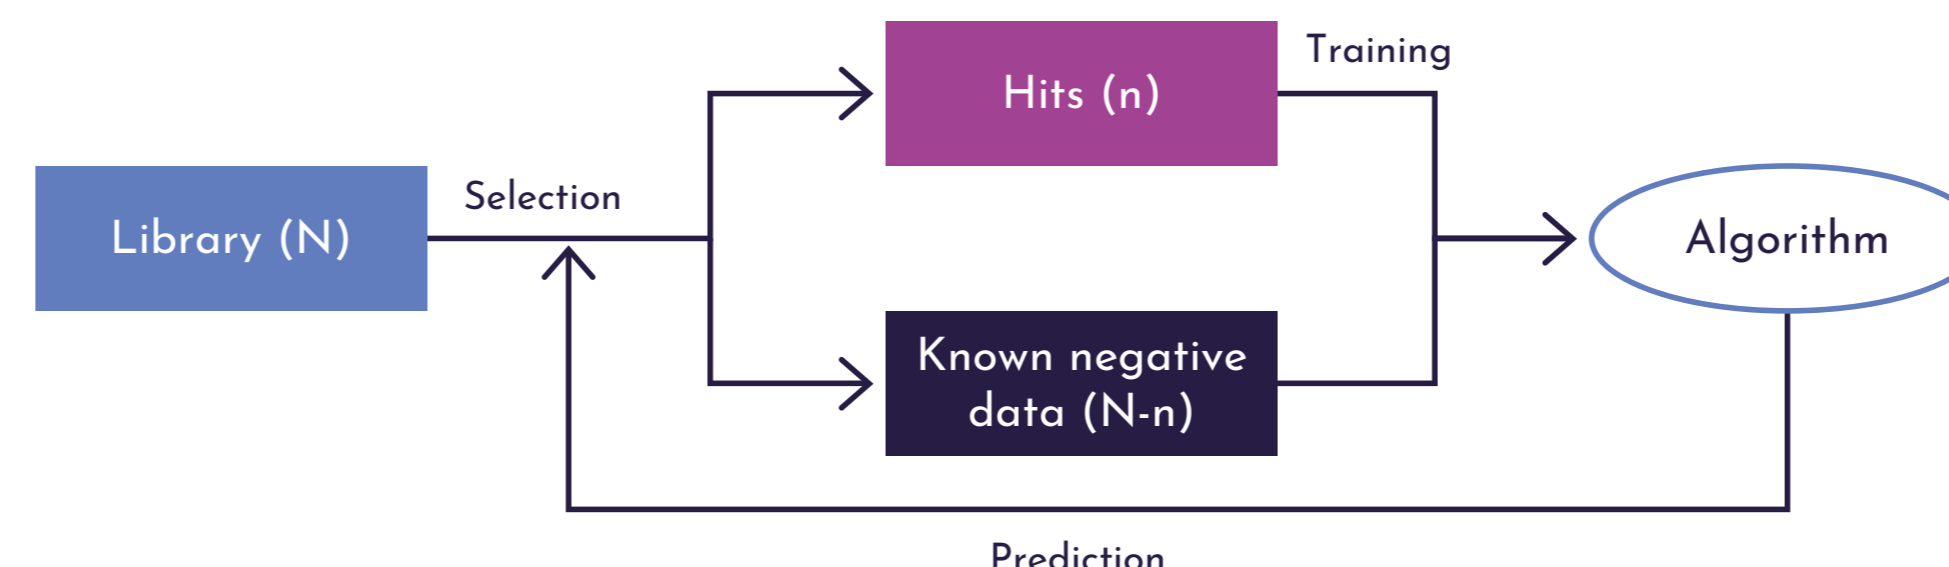 Training
Hits (n)
Selection
Library (N)
Algorithm
Known negative
data (N-n)
Prediction